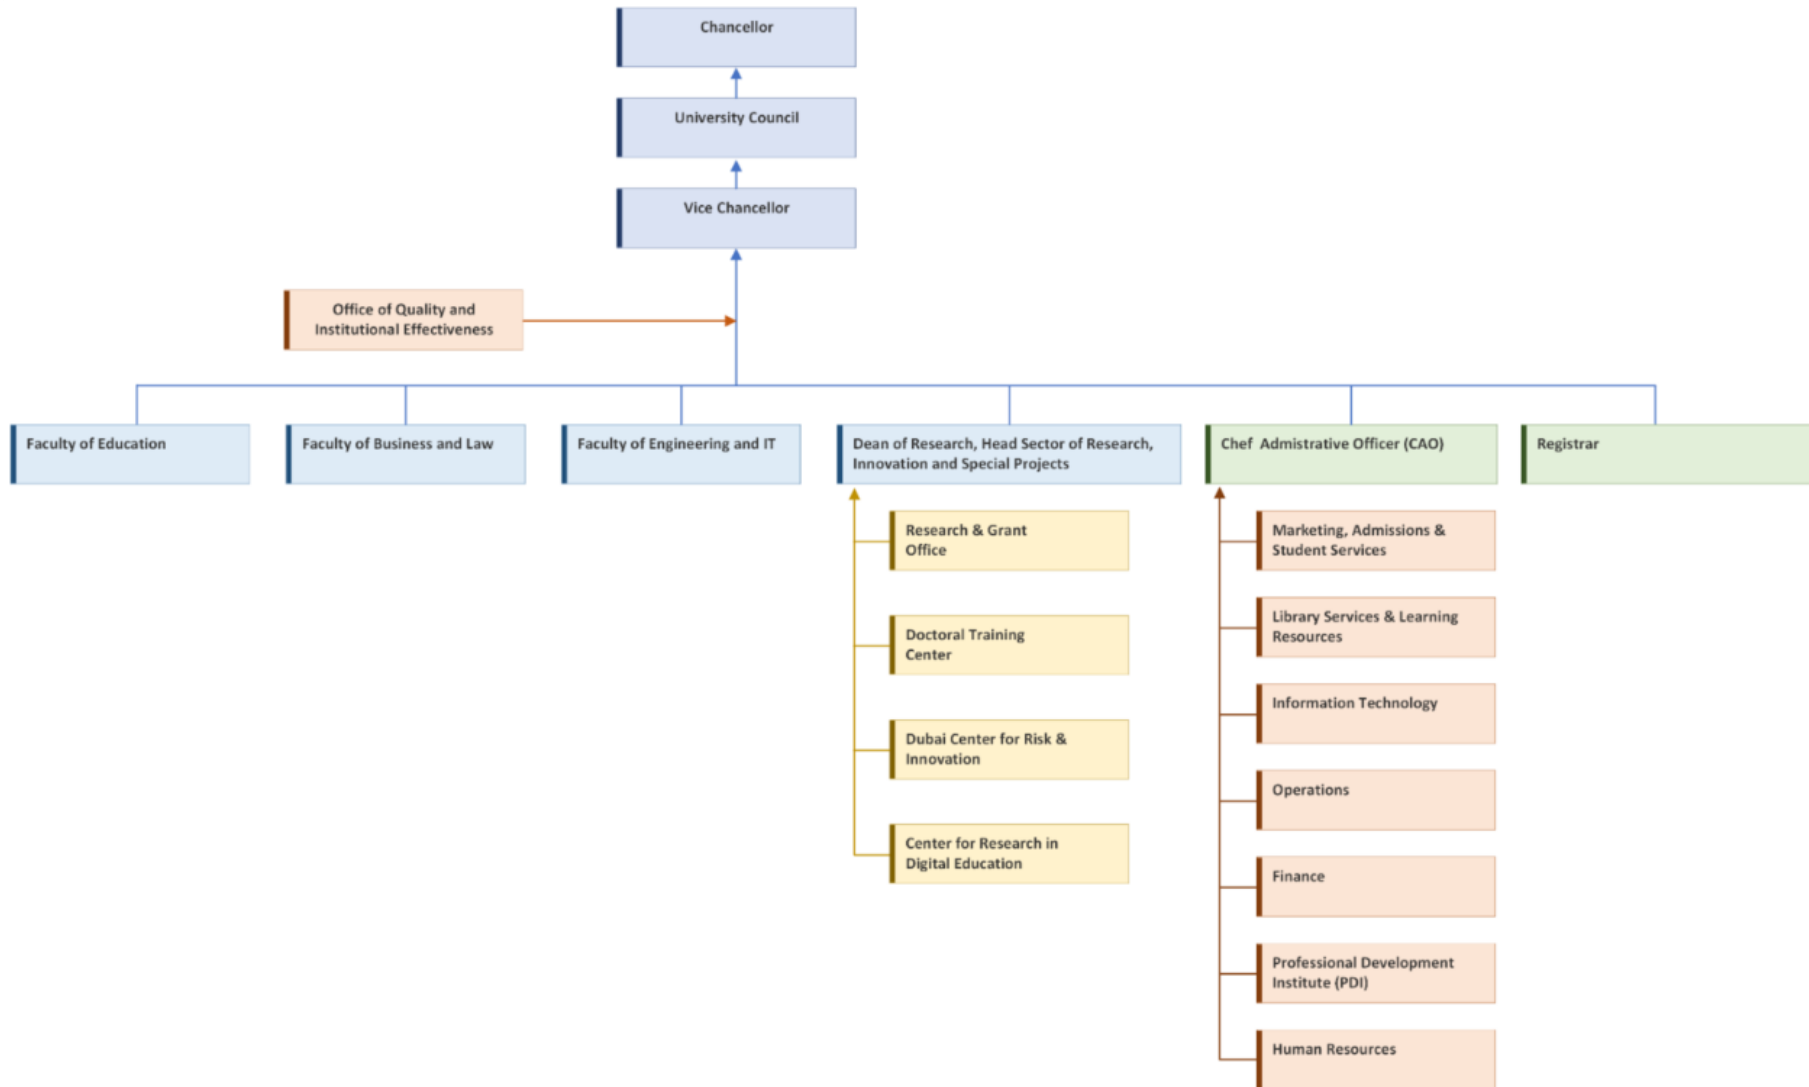 Chancellor
University Council
Vice Chancellor
Office of Quality and
Institutional Effectiveness
Faculty of Education
Faculty of Business and Law
Faculty of Engineering and IT
Dean of Research, Head Sector of Research,
Innovation and Special Projects
Chef Admistrative Officer (CAO)
Registrar
Research & Grant
Office
Doctoral Training
Center
Dubai Center for Risk &
Innovation
Center for Research in
Digital Education
Marketing, Admissions &
Student Services
Library Services & Learning
Resources
Information Technology
Operations
Finance
Professional Development
Institute (PDI)
Human Resources